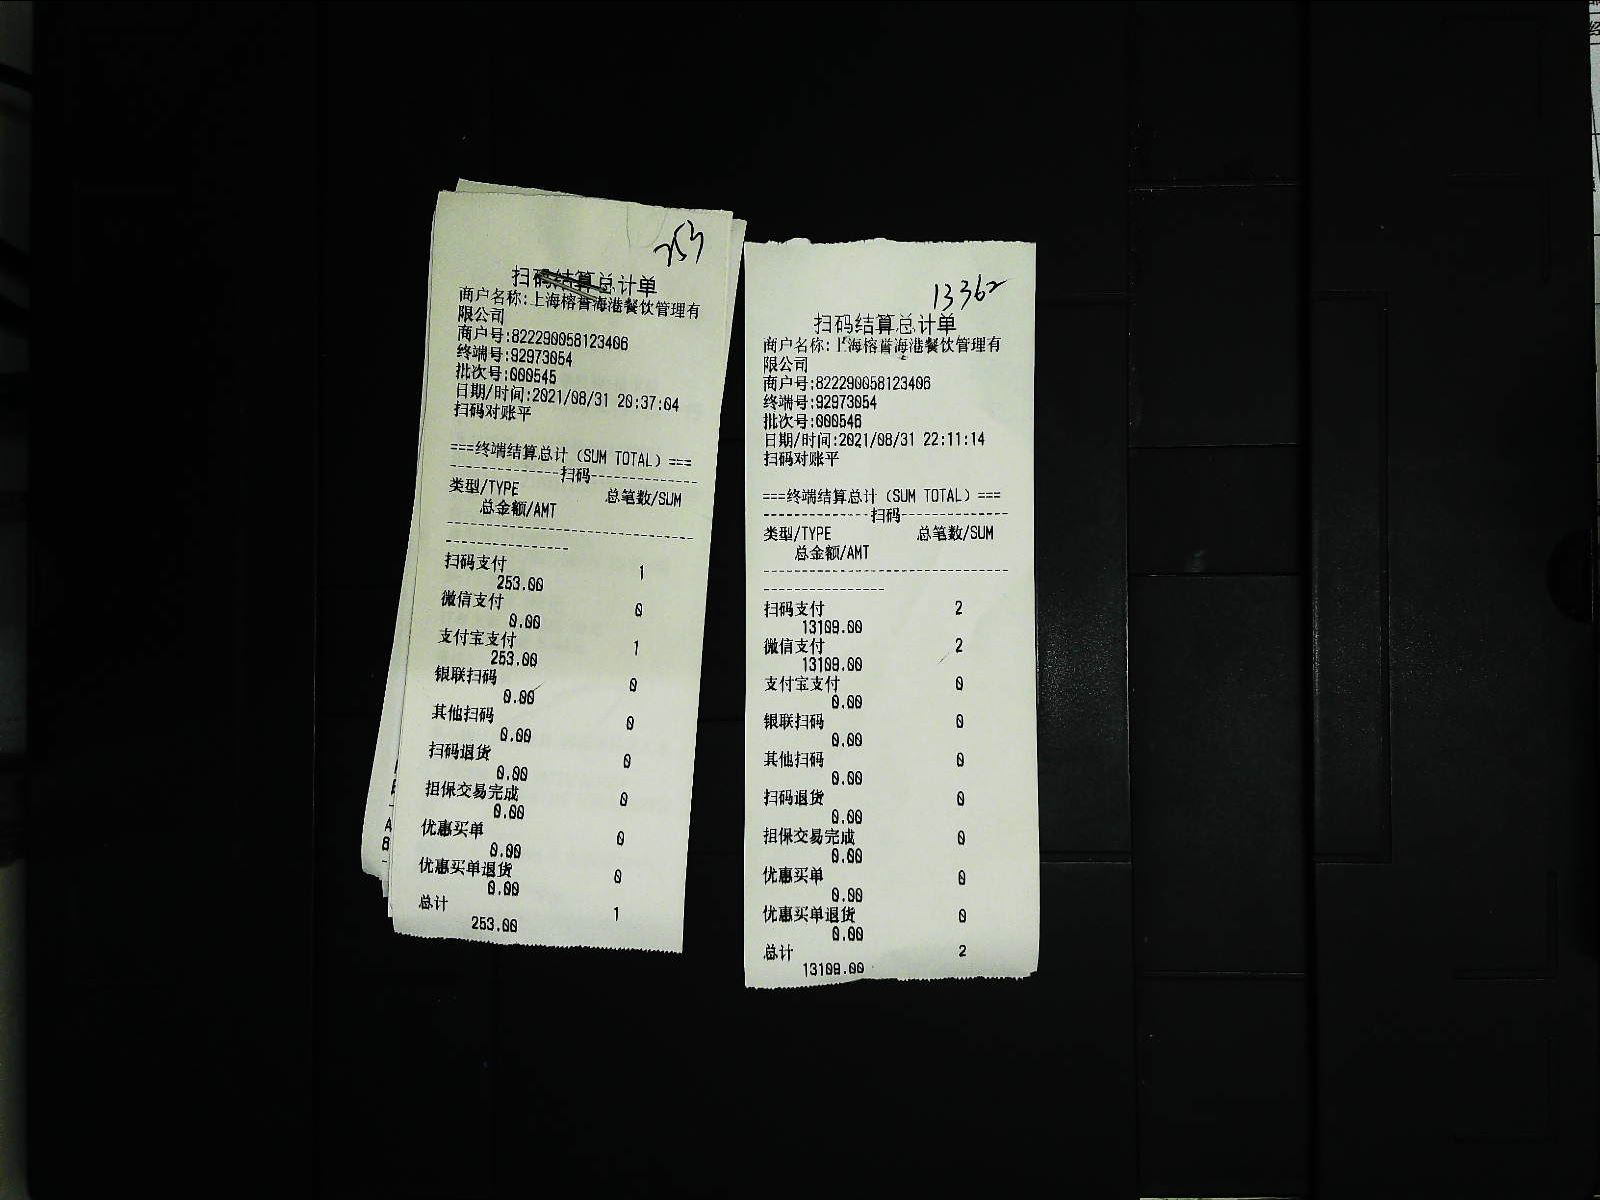 253
扫码结算总计单
商户名称:上海榕誉海港餐饮管理有
限公司
商户号:822290058123406
终端号:92973054
批次号:000545
日期/时间:2021/08/31 20:37:04
扫码对账平
===终端结算总计(SUM TOTAL)===
---------------扫码---------------
类型/TYPE 总笔数/SUM
总金额/AMT
扫码支付 1
253.00
微信支付 0
0.00
支付宝支付 1
253.00
银联扫码 0
0.00
其他扫码 0
0.00
扫码退货 0
0.00
担保交易完成 0
0.00
优惠买单 0
0.00
优惠买单退货 0
0.00
总计 1
253.00
13362
扫码结算总计单
商户名称:上海榕誉海港餐饮管理有
限公司
商户号:822290058123406
终端号:92973054
批次号:000546
日期/时间:2021/08/31 22:11:14
扫码对账平
===终端结算总计(SUM TOTAL)===
---------------扫码---------------
类型/TYPE 总笔数/SUM
总金额/AMT
扫码支付 2
13109.00
微信支付 2
13109.00
支付宝支付 0
0.00
银联扫码 0
0.00
其他扫码 0
0.00
扫码退货 0
0.00
担保交易完成 0
0.00
优惠买单 0
0.00
优惠买单退货 0
0.00
总计 2
13109.00